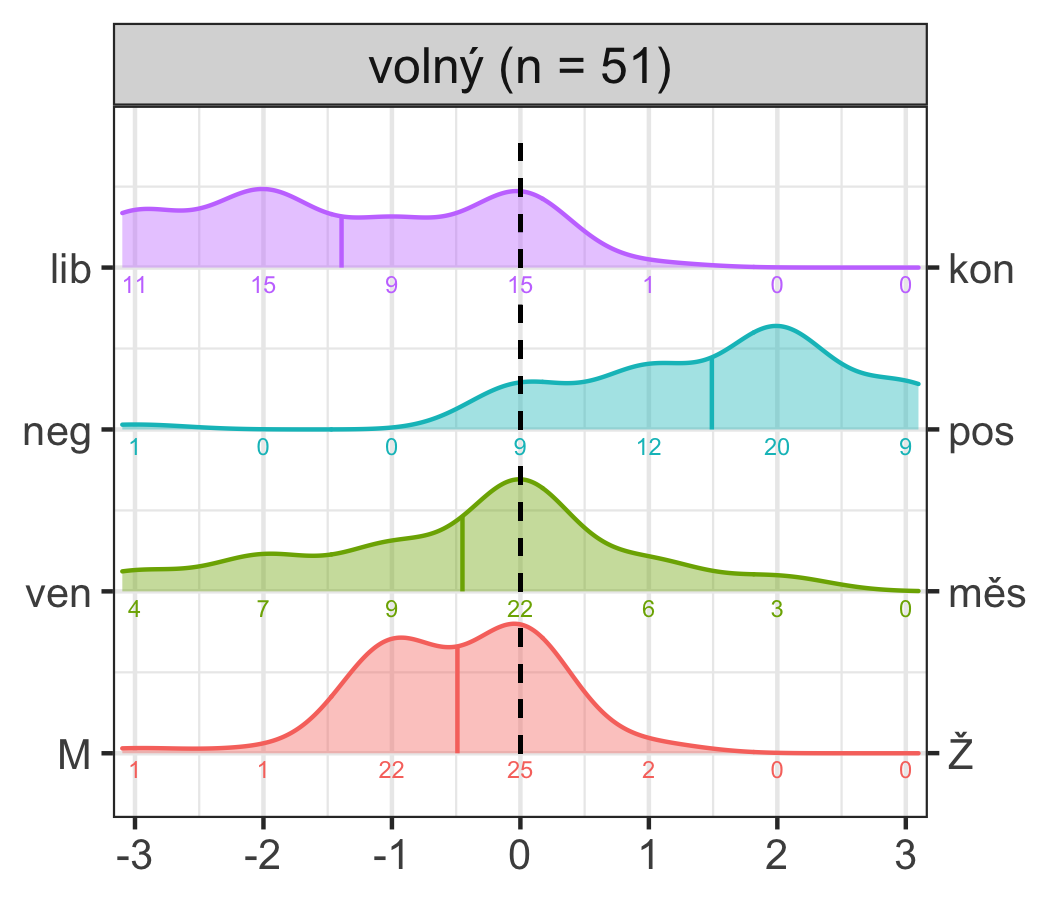 volný (n = 51)
lib kon
11 15 9 15 1 0 0
neg pos
1 0 0 9 12 20 9
ven měs
4 7 9 22 6 3 0
M Ž
1 1 22 25 2 0 0
-3 -2 -1 0 1 2 3